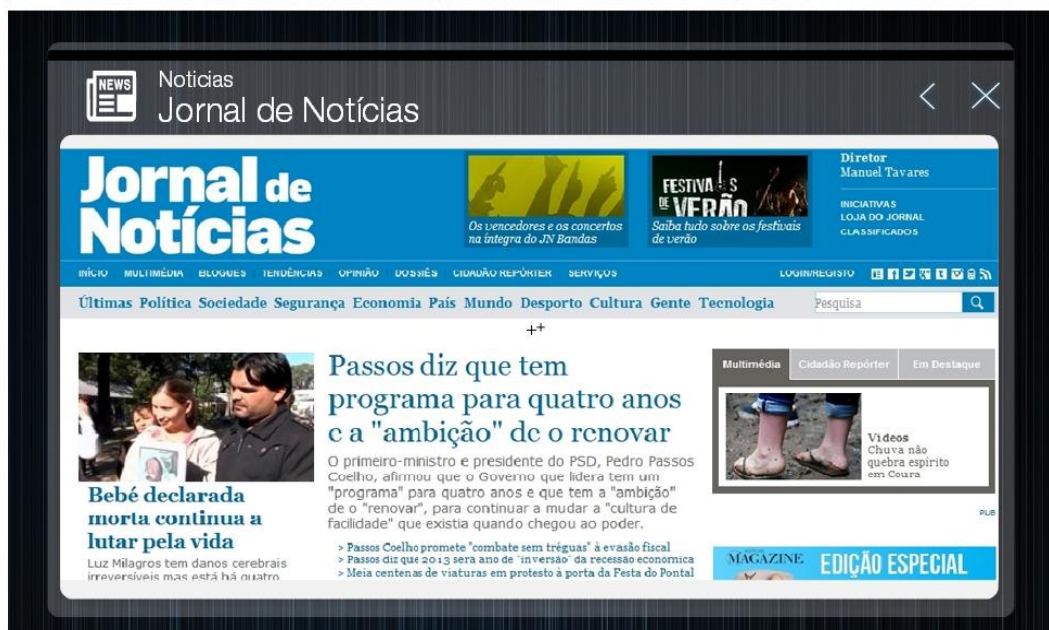 NEWS
Noticias
Jornal de Notícias
Jornal de
Notícias
Os vencedores e os concertos
na íntegra do JN Bandas
FESTIVAIS
DE VERÃO
Saiba tudo sobre os festivais
de verão
Diretor
Manuel Tavares
INICIATIVAS
LOJA DO JORNAL
CLASSIFICADOS
INÍCIO MULTIMÉDIA BLOGUES TENDÊNCIAS OPINIÃO DOSSIÊS CIDADÃO REPÓRTER SERVIÇOS LOGIN/REGISTO
Últimas Política Sociedade Segurança Economia País Mundo Desporto Cultura Gente Tecnologia Pesquisa
Bebé declarada
morta continua a
lutar pela vida
Luz Milagros tem danos cerebrais
irreversíveis mas está há quatro
Passos diz que tem
programa para quatro anos
e a "ambição" de o renovar
O primeiro-ministro e presidente do PSD, Pedro Passos
Coelho, afirmou que o Governo que lidera tem um
"programa" para quatro anos e que tem a "ambição"
de o "renovar", para continuar a mudar a "cultura de
facilidade" que existia quando chegou ao poder.
> Passos Coelho promete "combate sem tréguas" à evasão fiscal
> Passos diz que 2013 será ano de "inversão" da recessão económica
> Meia centenas de viaturas em protesto à porta da Festa do Pontal
Multimédia Cidadão Repórter Em Destaque
Vídeos
Chuva não
quebra espírito
em Coura
PUB
MAGAZINE EDIÇÃO ESPECIAL